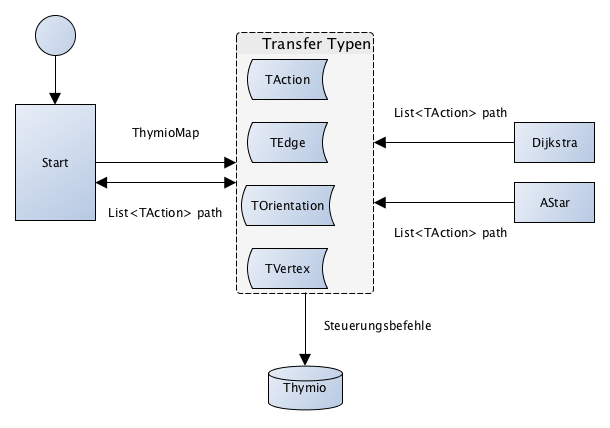 Transfer Typen
TAction
List<TAction> path
ThymioMap
TEdge
Dijkstra
Start
AStar
TOrientation
List<TAction> path
List<TAction> path
TVertex
Steuerungsbefehle
Thymio